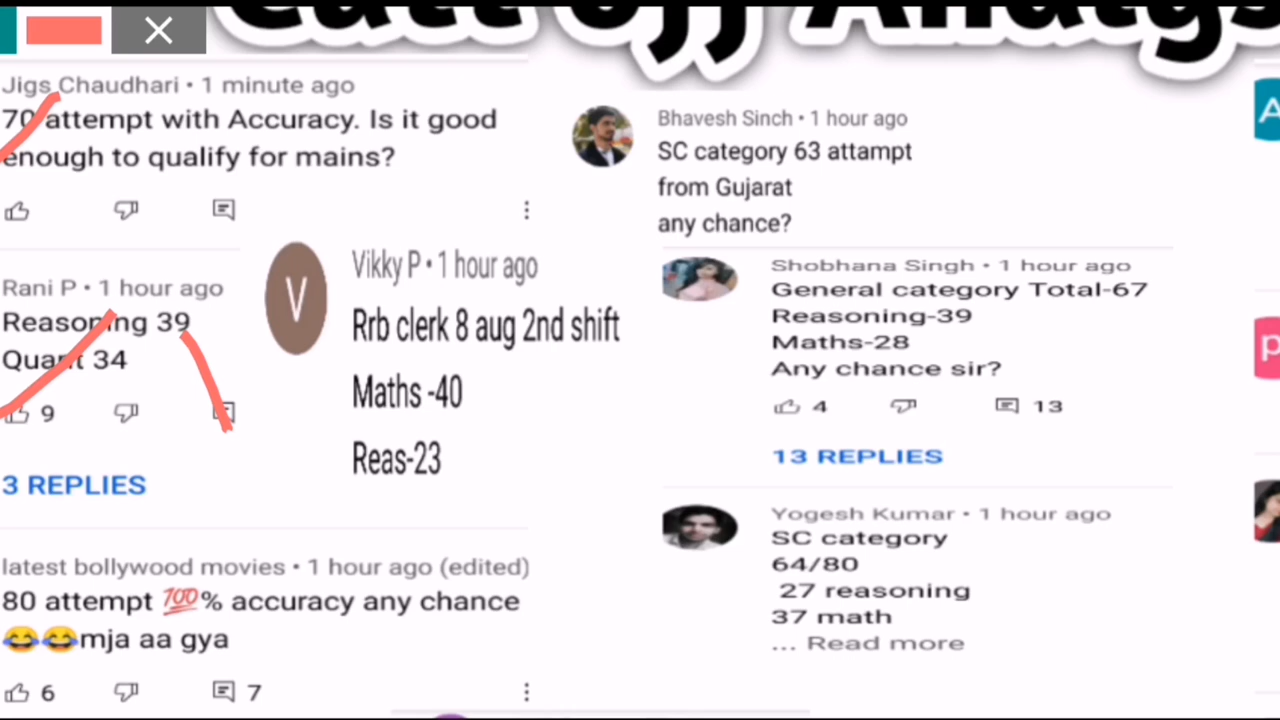 Cutt off Analys
Jigs Chaudhari • 1 minute ago
70 attempt with Accuracy. Is it good
enough to qualify for mains?
Rani P • 1 hour ago
Reasoning 39
Quant 34
9
3 REPLIES
V
Vikky P • 1 hour ago
Rrb clerk 8 aug 2nd shift
Maths -40
Reas-23
latest bollywood movies • 1 hour ago (edited)
80 attempt 💯% accuracy any chance
😂😂mja aa gya
6 7
Bhavesh Sinch • 1 hour ago
SC category 63 attampt
from Gujarat
any chance?
Shobhana Singh • 1 hour ago
General category Total-67
Reasoning-39
Maths-28
Any chance sir?
4 13
13 REPLIES
Yogesh Kumar • 1 hour ago
SC category
64/80
27 reasoning
37 math
... Read more
A
p